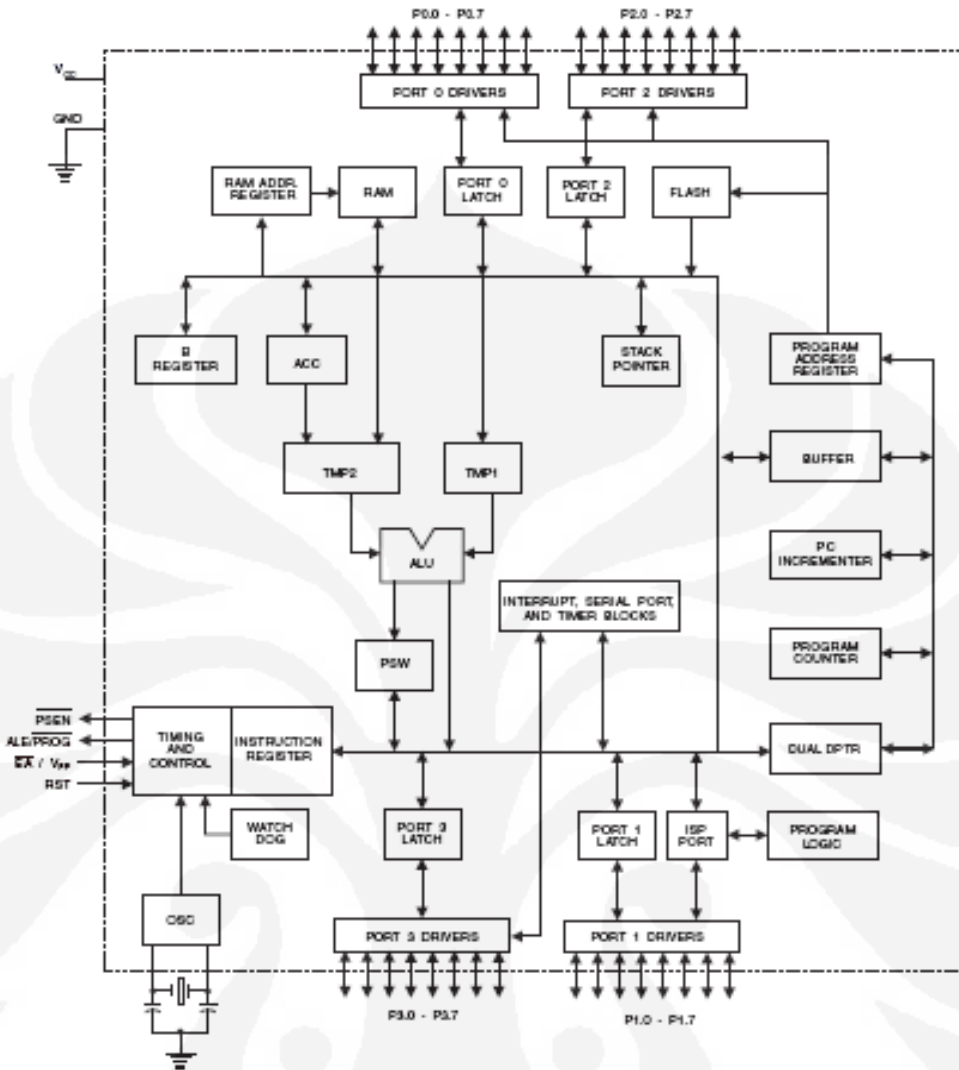 P0.0 - P0.7
P2.0 - P2.7
VCC
PORT 0 DRIVERS
PORT 2 DRIVERS
GND
RAM ADDR.
REGISTER
RAM
PORT 0
LATCH
PORT 2
LATCH
FLASH
B
REGISTER
ACC
STACK
POINTER
PROGRAM
ADDRESS
REGISTER
TMP2
TMP1
BUFFER
ALU
PC
INCREMENTER
INTERRUPT, SERIAL PORT,
AND TIMER BLOCKS
PSW
PROGRAM
COUNTER
PSEN
ALE/PROG
EA / VPP
RST
TIMING
AND
CONTROL
INSTRUCTION
REGISTER
DUAL DPTR
WATCH
DOG
PORT 3
LATCH
PORT 1
LATCH
ISP
PORT
PROGRAM
LOGIC
OSC
PORT 3 DRIVERS
PORT 1 DRIVERS
P3.0 - P3.7
P1.0 - P1.7